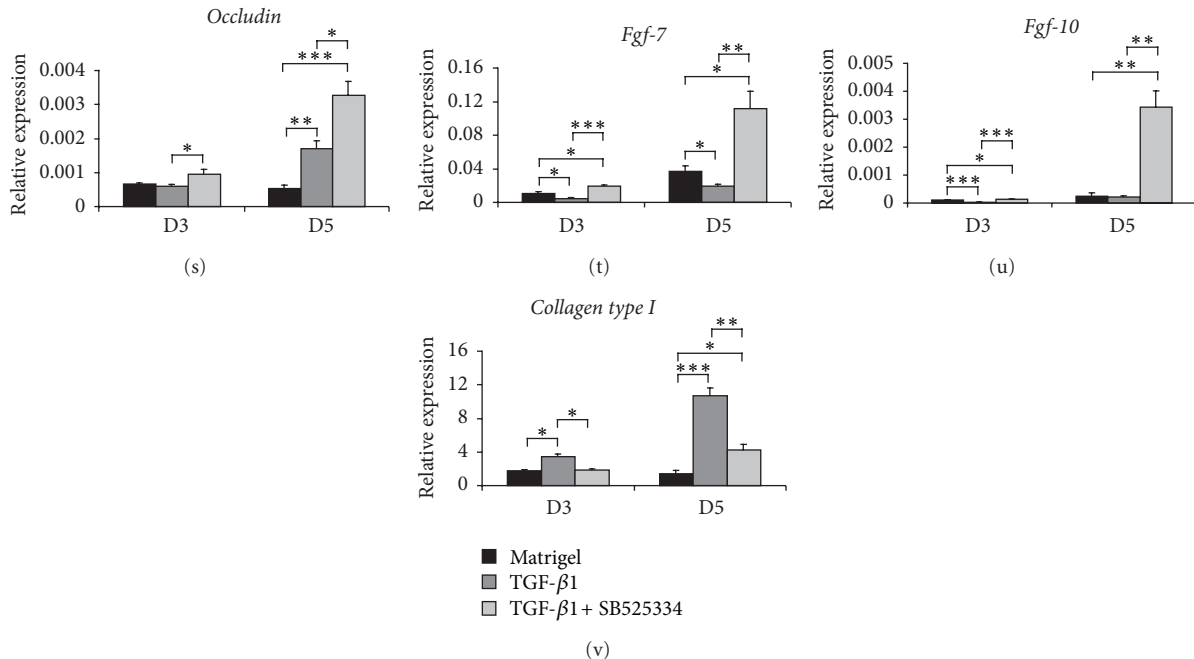 Occludin
Relative expression
0.004
0.003
0.002
0.001
0
*
***
**
*
D3
D5
(s)
Fgf-7
Relative expression
0.16
0.12
0.08
0.04
0
**
*
***
*
*
*
D3
D5
(t)
Fgf-10
Relative expression
0.005
0.004
0.003
0.002
0.001
0
**
**
***
*
***
D3
D5
(u)
Collagen type I
Relative expression
16
12
8
4
0
**
*
***
*
*
D3
D5
Matrigel
TGF-β1
TGF-β1 + SB525334
(v)